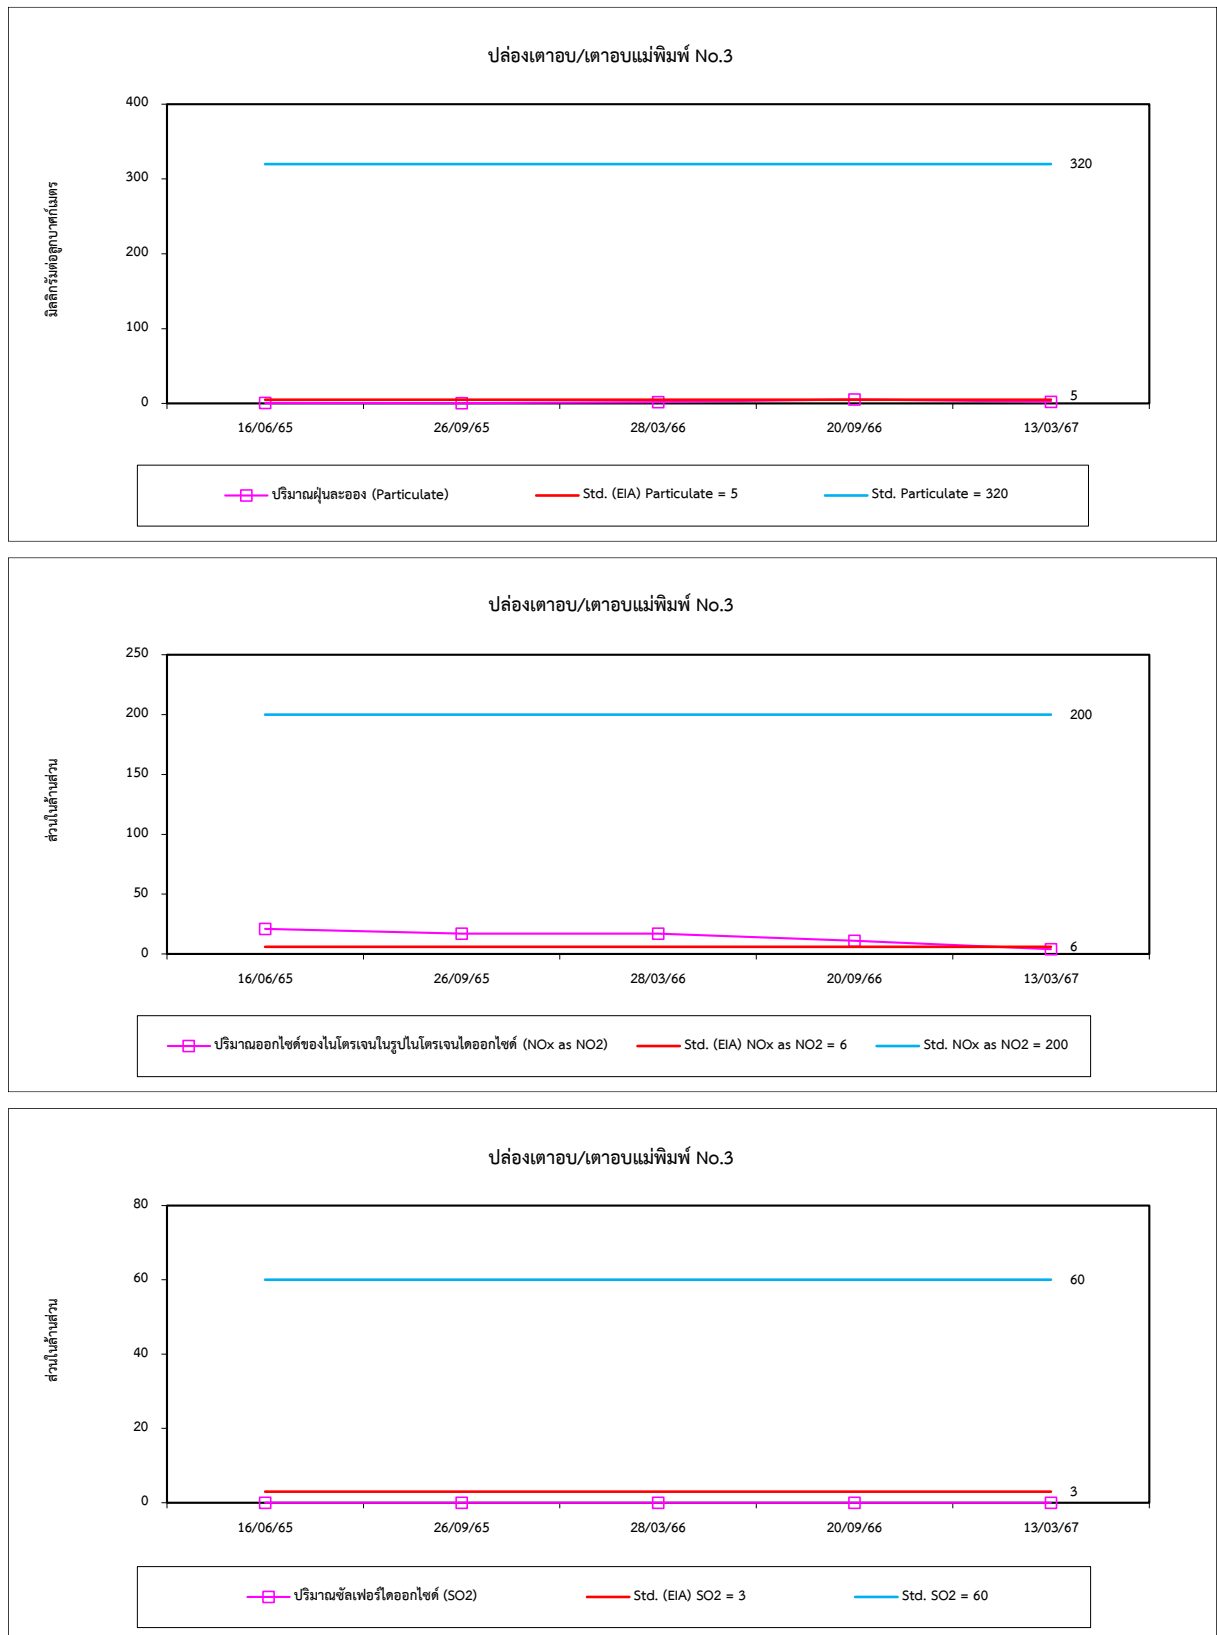 ปล่องเตาอบ/เตาอบแม่พิมพ์ No.3
มิลลิกรัมต่อลูกบาศก์เมตร
400
300
200
100
0
320
5
16/06/65 26/09/65 28/03/66 20/09/66 13/03/67
ปริมาณฝุ่นละออง (Particulate) Std. (EIA) Particulate = 5 Std. Particulate = 320
ปล่องเตาอบ/เตาอบแม่พิมพ์ No.3
ส่วนในล้านส่วน
250
200
150
100
50
0
200
6
16/06/65 26/09/65 28/03/66 20/09/66 13/03/67
ปริมาณออกไซด์ของไนโตรเจนในรูปไนโตรเจนไดออกไซด์ (NOx as NO2) Std. (EIA) NOx as NO2 = 6 Std. NOx as NO2 = 200
ปล่องเตาอบ/เตาอบแม่พิมพ์ No.3
ส่วนในล้านส่วน
80
60
40
20
0
60
3
16/06/65 26/09/65 28/03/66 20/09/66 13/03/67
ปริมาณซัลเฟอร์ไดออกไซด์ (SO2) Std. (EIA) SO2 = 3 Std. SO2 = 60